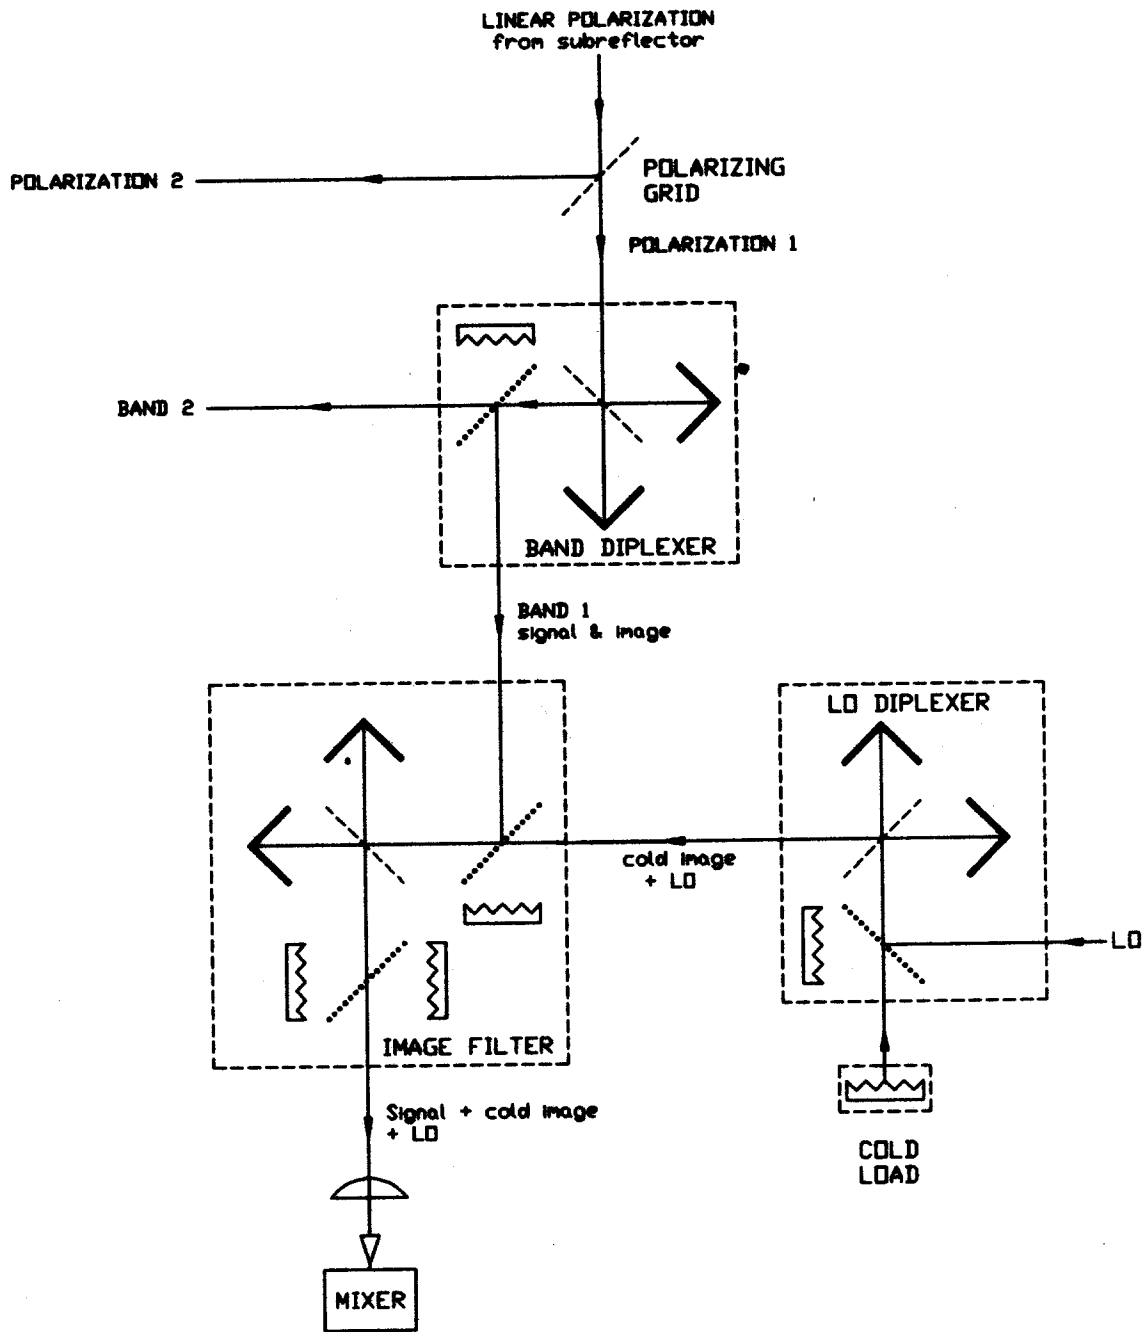 LINEAR POLARIZATION
from subreflector
POLARIZATION 2
POLARIZING
GRID
POLARIZATION 1
BAND 2
BAND DIPLEXER
BAND 1
signal & image
LO DIPLEXER
cold image
+ LO
LO
IMAGE FILTER
Signal + cold image
+ LO
COLD
LOAD
MIXER